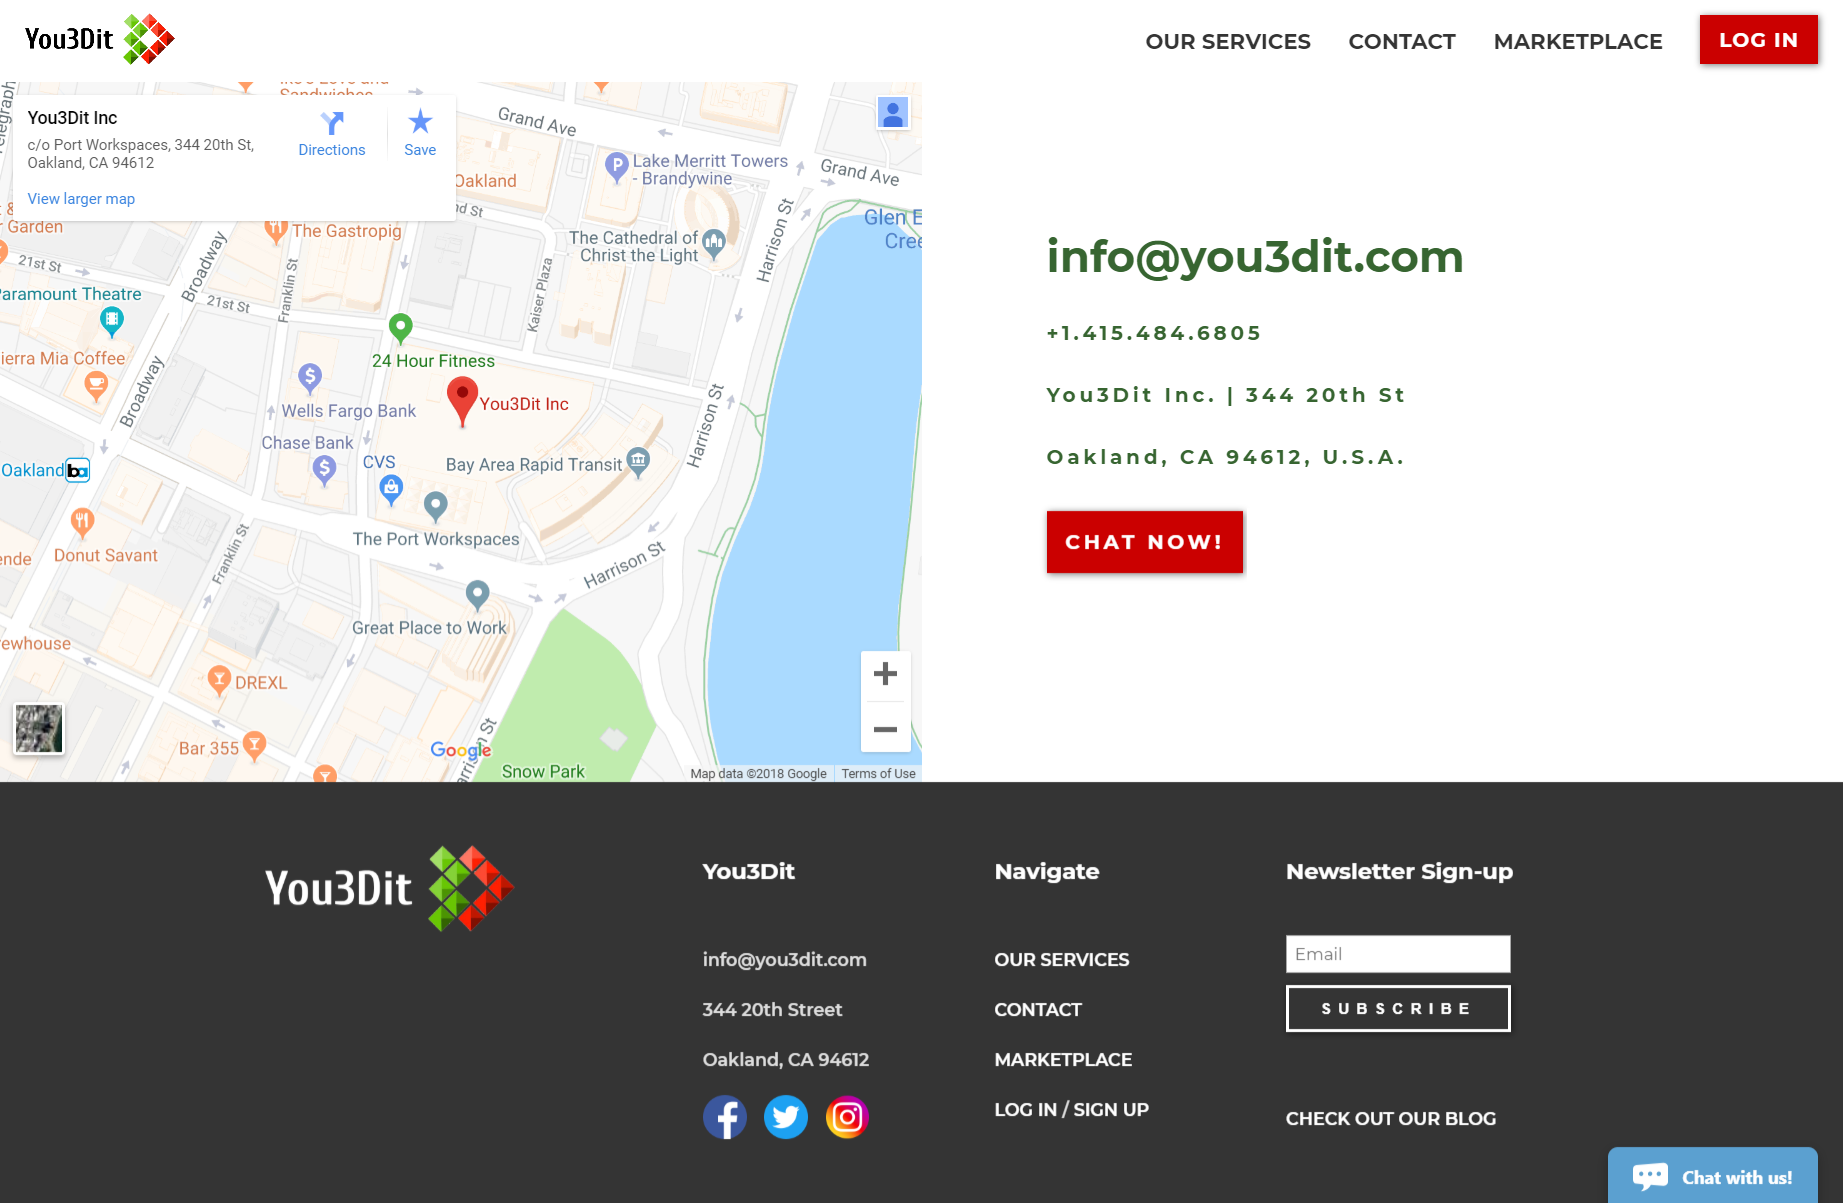 You3Dit
OUR SERVICES
CONTACT
MARKETPLACE
LOG IN
Sandwiches
You3Dit Inc
c/o Port Workspaces, 344 20th St,
Oakland, CA 94612
View larger map
Directions
Save
Grand Ave
Lake Merritt Towers
- Brandywine
Grand Ave
Oakland
Garden
The Gastropig
The Cathedral of
Christ the Light
Harrison St
Glen E
Cree
21st St
Broadway
Franklin St
Kaiser Plaza
Paramount Theatre
21st St
24 Hour Fitness
ierra Mia Coffee
Wells Fargo Bank
You3Dit Inc
Broadway
Harrison St
Chase Bank
CVS
Bay Area Rapid Transit
Oakland
ba
The Port Workspaces
Donut Savant
ende
Franklin St
Harrison St
Great Place to Work
ewhouse
DREXL
Bar 355
Google
Harrison St
Snow Park
Map data ©2018 Google
Terms of Use
info@you3dit.com
+1.415.484.6805
You3Dit Inc. | 344 20th St
Oakland, CA 94612, U.S.A.
CHAT NOW!
You3Dit
You3Dit
info@you3dit.com
344 20th Street
Oakland, CA 94612
Navigate
OUR SERVICES
CONTACT
MARKETPLACE
LOG IN / SIGN UP
Newsletter Sign-up
Email
SUBSCRIBE
CHECK OUT OUR BLOG
Chat with us!